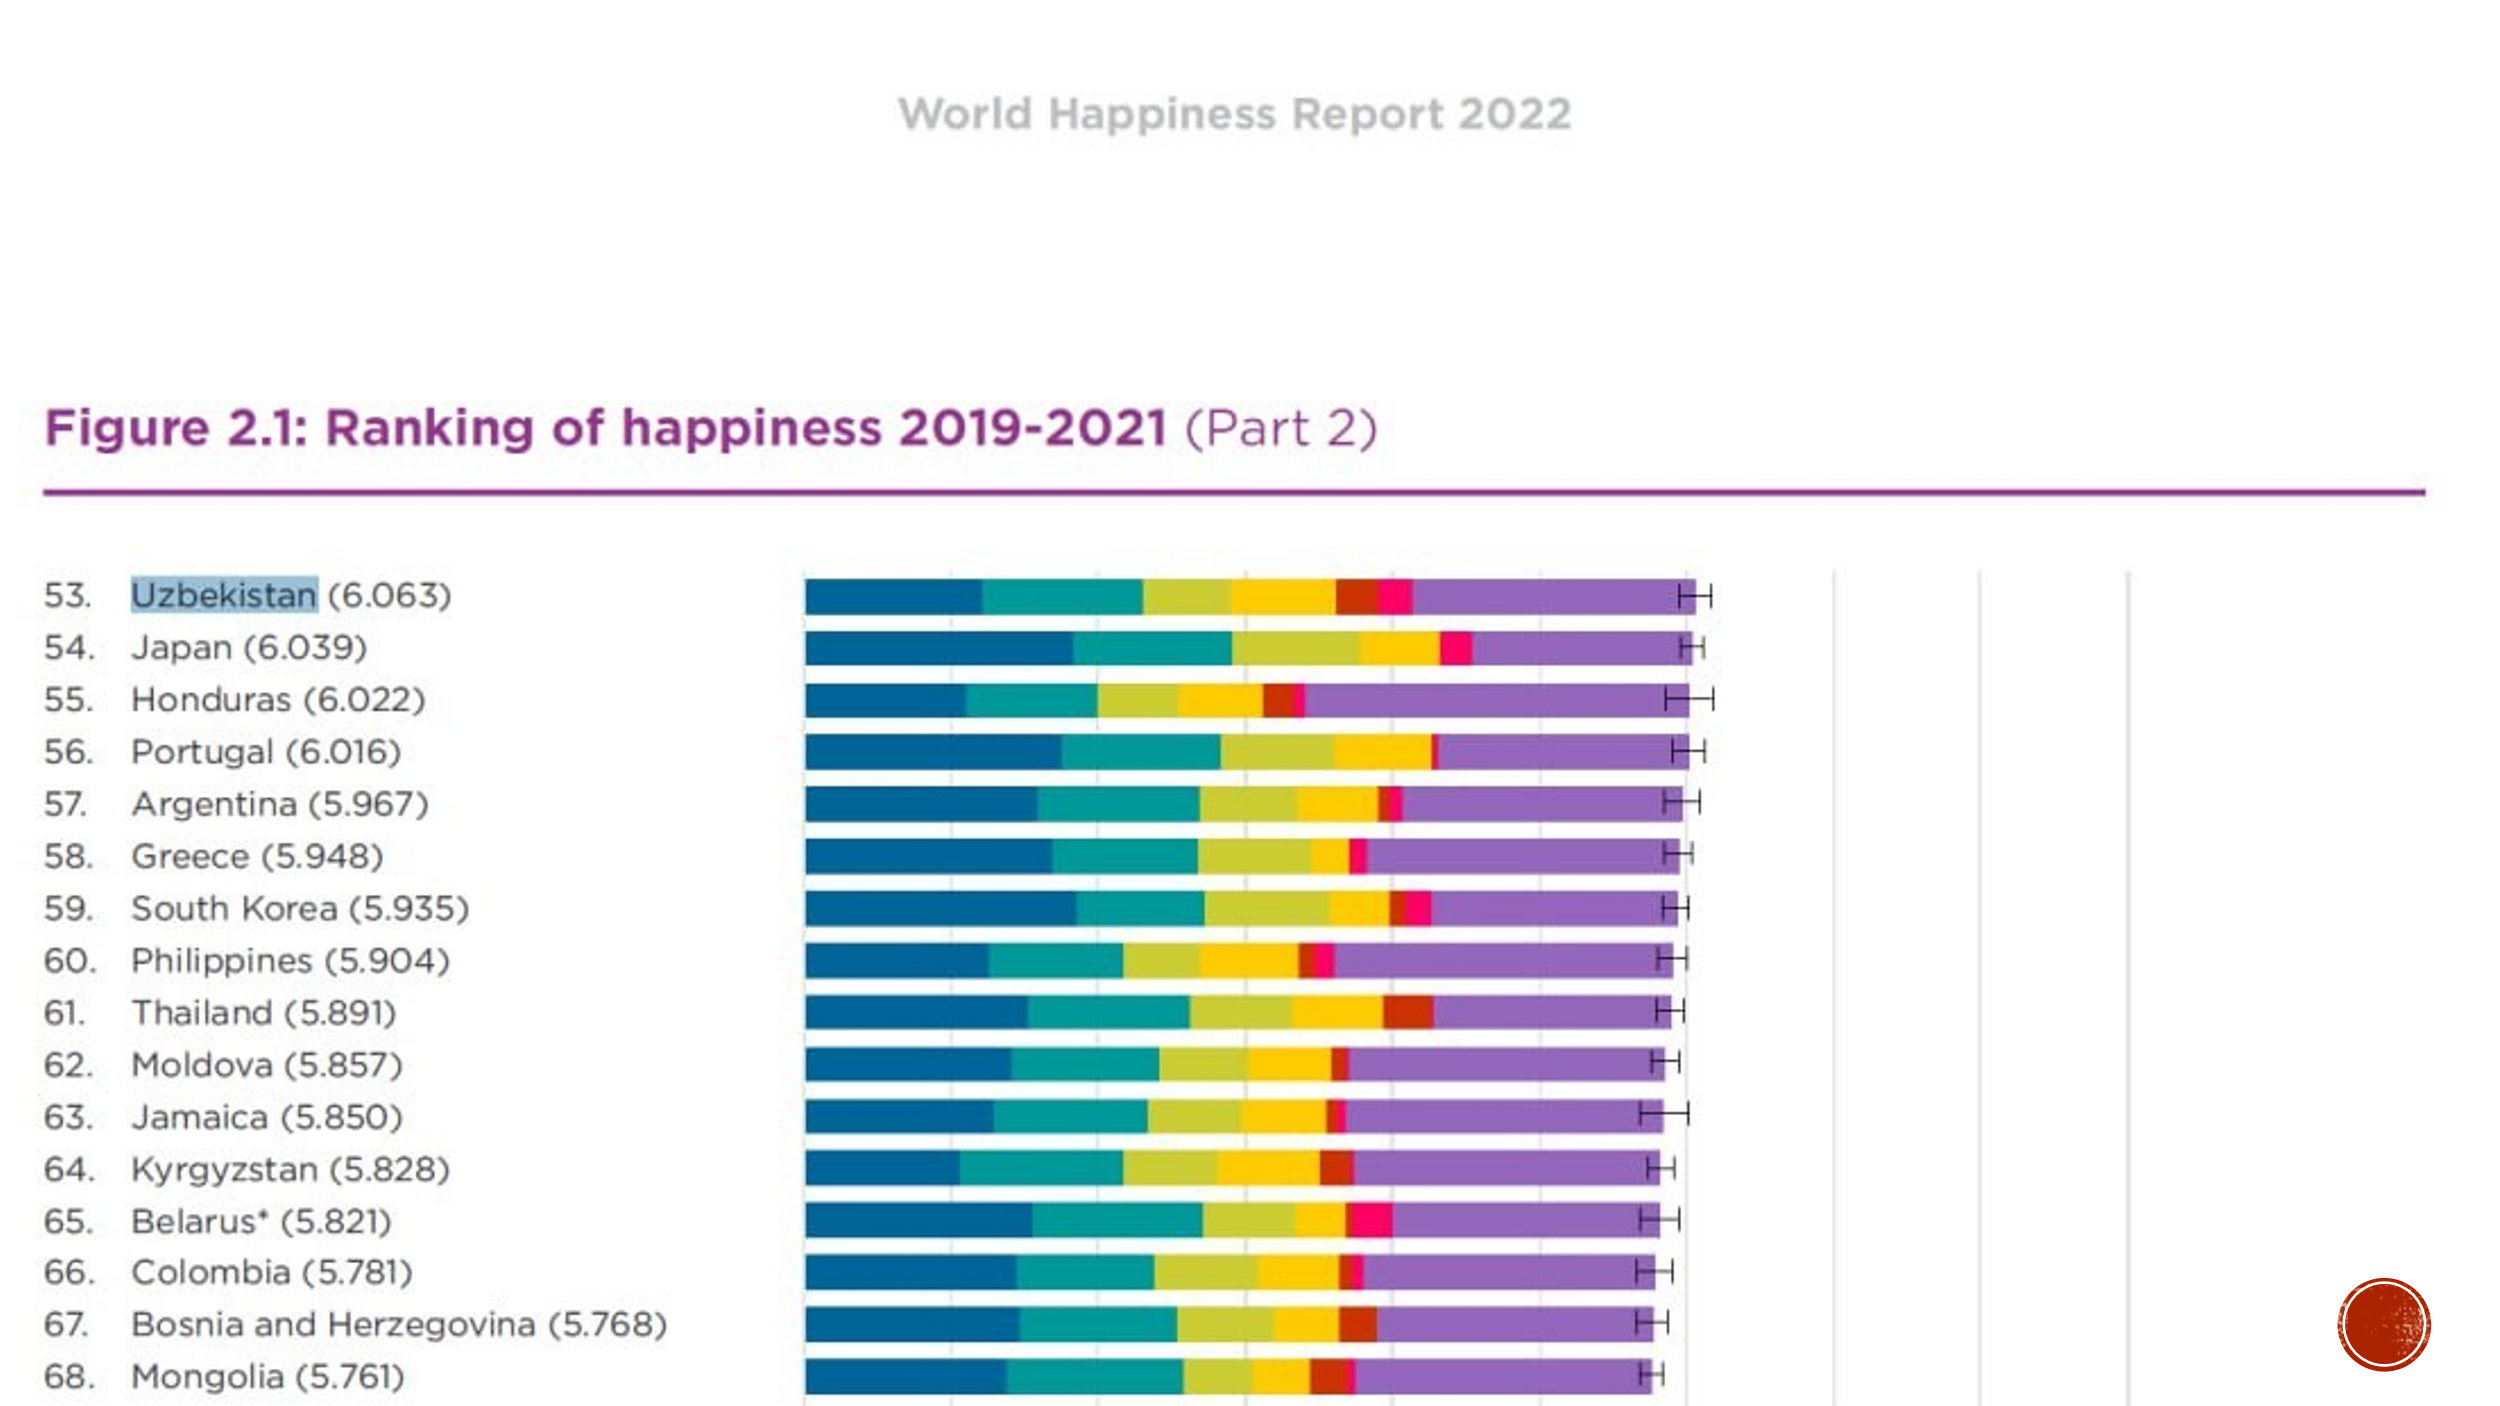 World Happiness Report 2022
Figure 2.1: Ranking of happiness 2019-2021 (Part 2)
53. Uzbekistan (6.063)
54. Japan (6.039)
55. Honduras (6.022)
56. Portugal (6.016)
57. Argentina (5.967)
58. Greece (5.948)
59. South Korea (5.935)
60. Philippines (5.904)
61. Thailand (5.891)
62. Moldova (5.857)
63. Jamaica (5.850)
64. Kyrgyzstan (5.828)
65. Belarus* (5.821)
66. Colombia (5.781)
67. Bosnia and Herzegovina (5.768)
68. Mongolia (5.761)